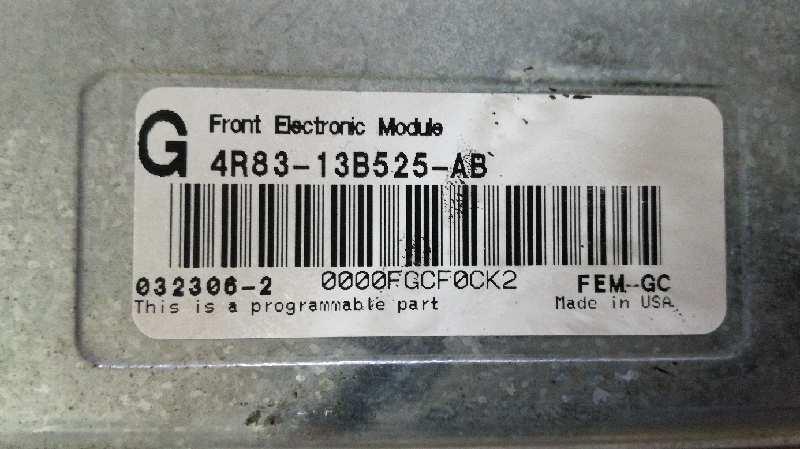 G
Front Electronic Module
4R83-13B525-AB
032306-2 0000FGCF0CK2 FEM-GC
This is a programmable part Made in USA